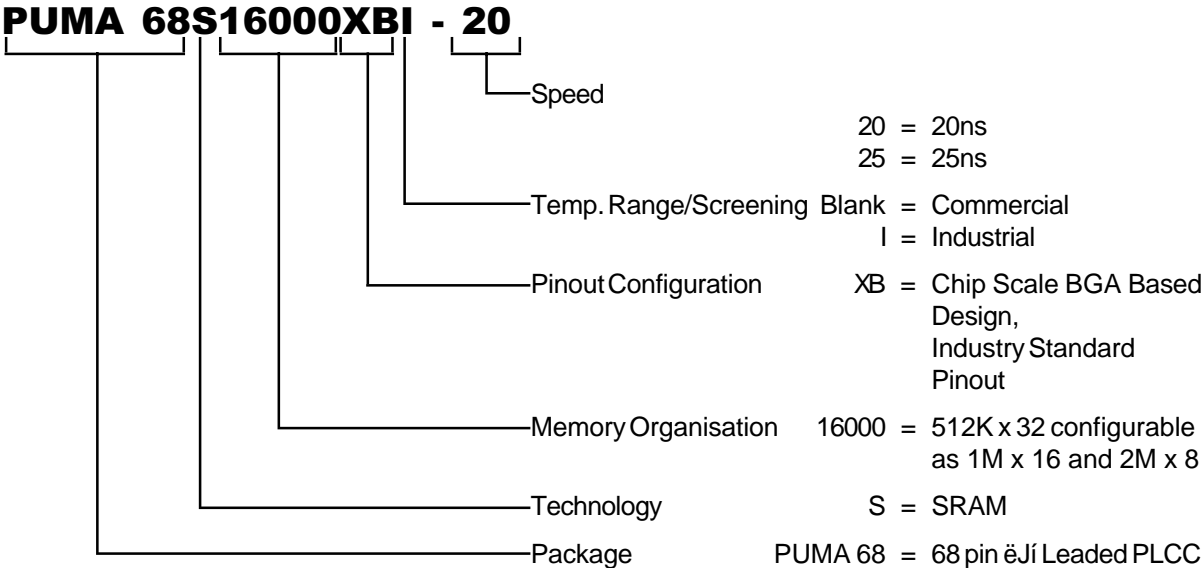 PUMA 68S16000XBI - 20
Speed
20 = 20ns
25 = 25ns
Temp. Range/Screening Blank = Commercial
I = Industrial
Pinout Configuration XB = Chip Scale BGA Based
Design,
Industry Standard
Pinout
Memory Organisation 16000 = 512K x 32 configurable
as 1M x 16 and 2M x 8
Technology S = SRAM
Package PUMA 68 = 68 pin ëJí Leaded PLCC